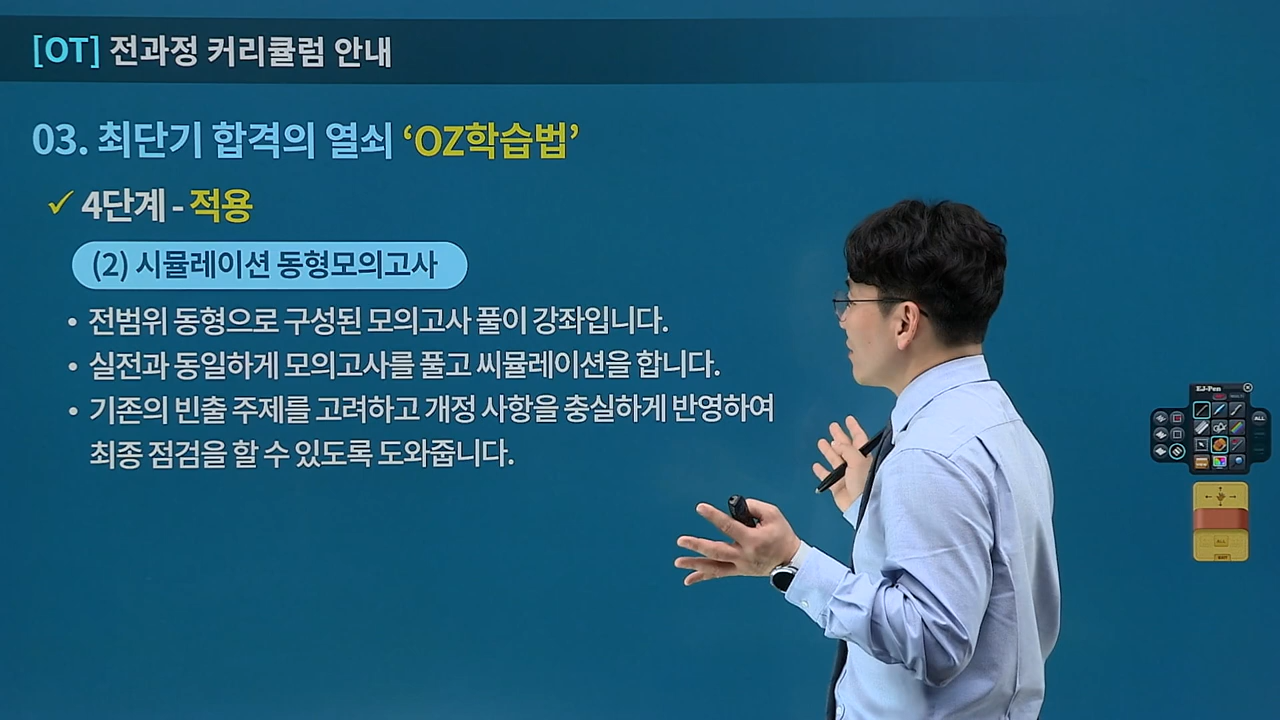 [OT] 전과정 커리큘럼 안내
03. 최단기 합격의 열쇠 ‘OZ학습법’
✓ 4단계 - 적용
(2) 시뮬레이션 동형모의고사
• 전범위 동형으로 구성된 모의고사 풀이 강좌입니다.
• 실전과 동일하게 모의고사를 풀고 씨뮬레이션을 합니다.
• 기존의 빈출 주제를 고려하고 개정 사항을 충실하게 반영하여
최종 점검을 할 수 있도록 도와줍니다.
EJ-Pen
ALL
ALL
EXIT